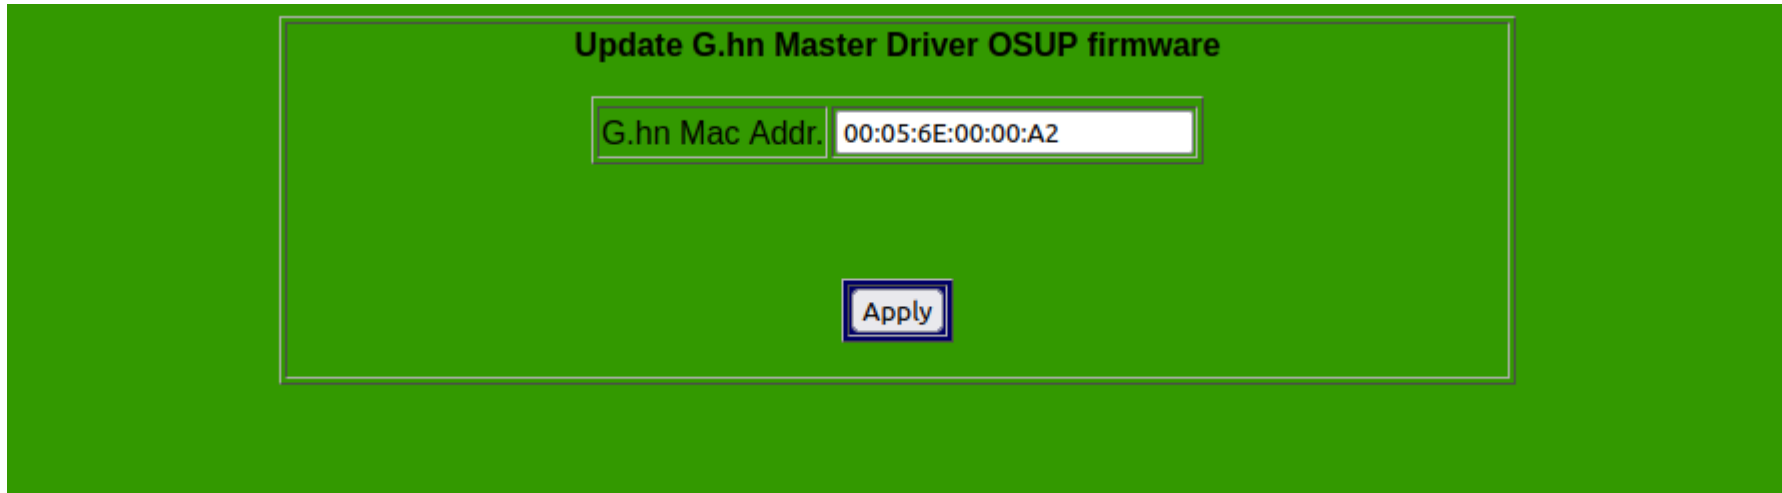 Update G.hn Master Driver OSUP firmware
G.hn Mac Addr. 00:05:6E:00:00:A2
Apply